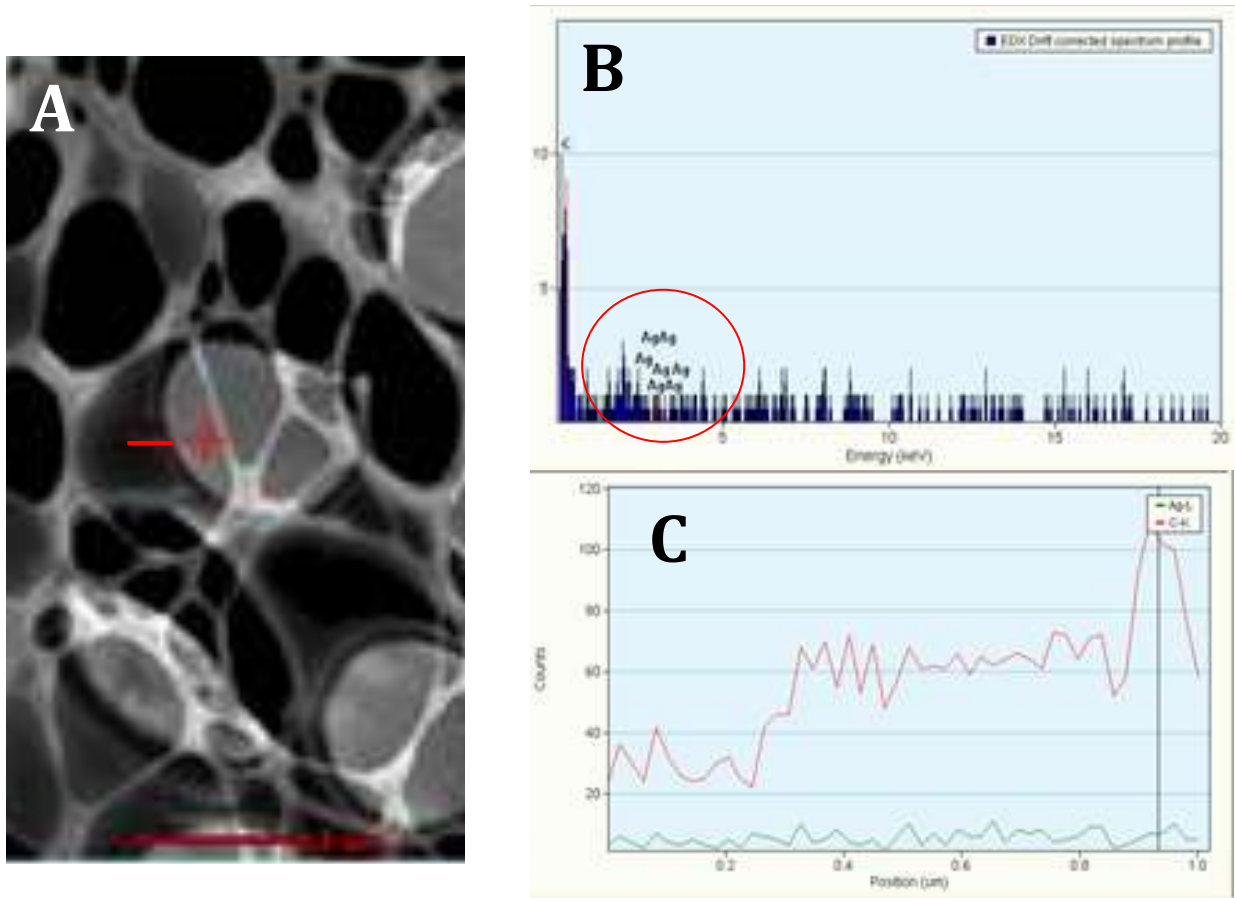 A
B
EDX Drift corrected spectrum profile
C
10
5
AgAg
Ag
Ag Ag
AgAg
5
10
15
20
Energy (keV)
C
Ag-L
C-K
120
100
80
60
40
20
Counts
0.2
0.4
0.6
0.8
1.0
Position (um)